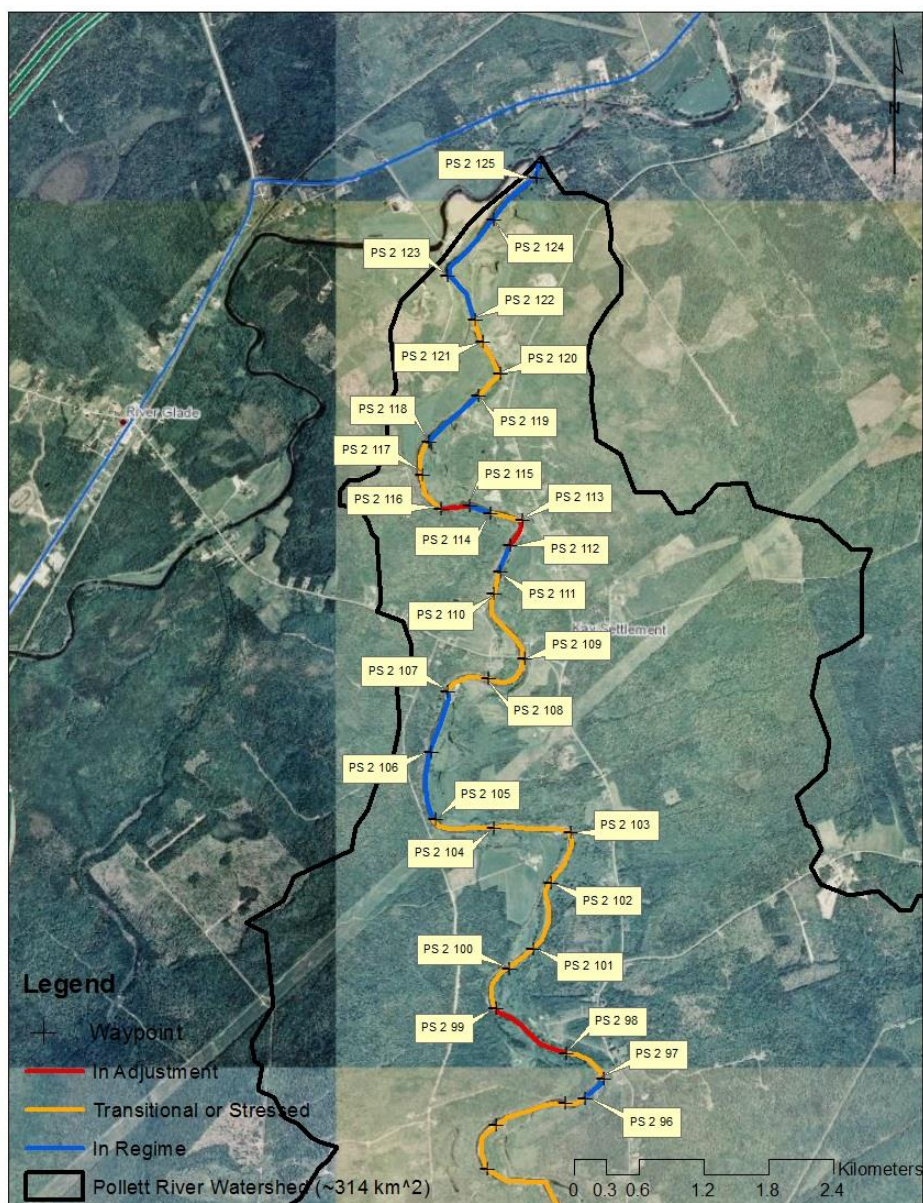 N
PS 2 125
PS 2 124
PS 2 123
PS 2 122
PS 2 121
PS 2 120
PS 2 119
PS 2 118
PS 2 117
PS 2 115
PS 2 116
PS 2 113
PS 2 114
PS 2 112
PS 2 111
PS 2 110
PS 2 109
PS 2 107
PS 2 108
PS 2 106
PS 2 105
PS 2 103
PS 2 104
PS 2 102
PS 2 100
PS 2 101
PS 2 99
PS 2 98
PS 2 97
PS 2 96
River Glade
Kay Settlement
Legend
Waypoint
In Adjustment
Transitional or Stressed
In Regime
Pollett River Watershed (~314 km^2)
Kilometers
0 0.3 0.6 1.2 1.8 2.4